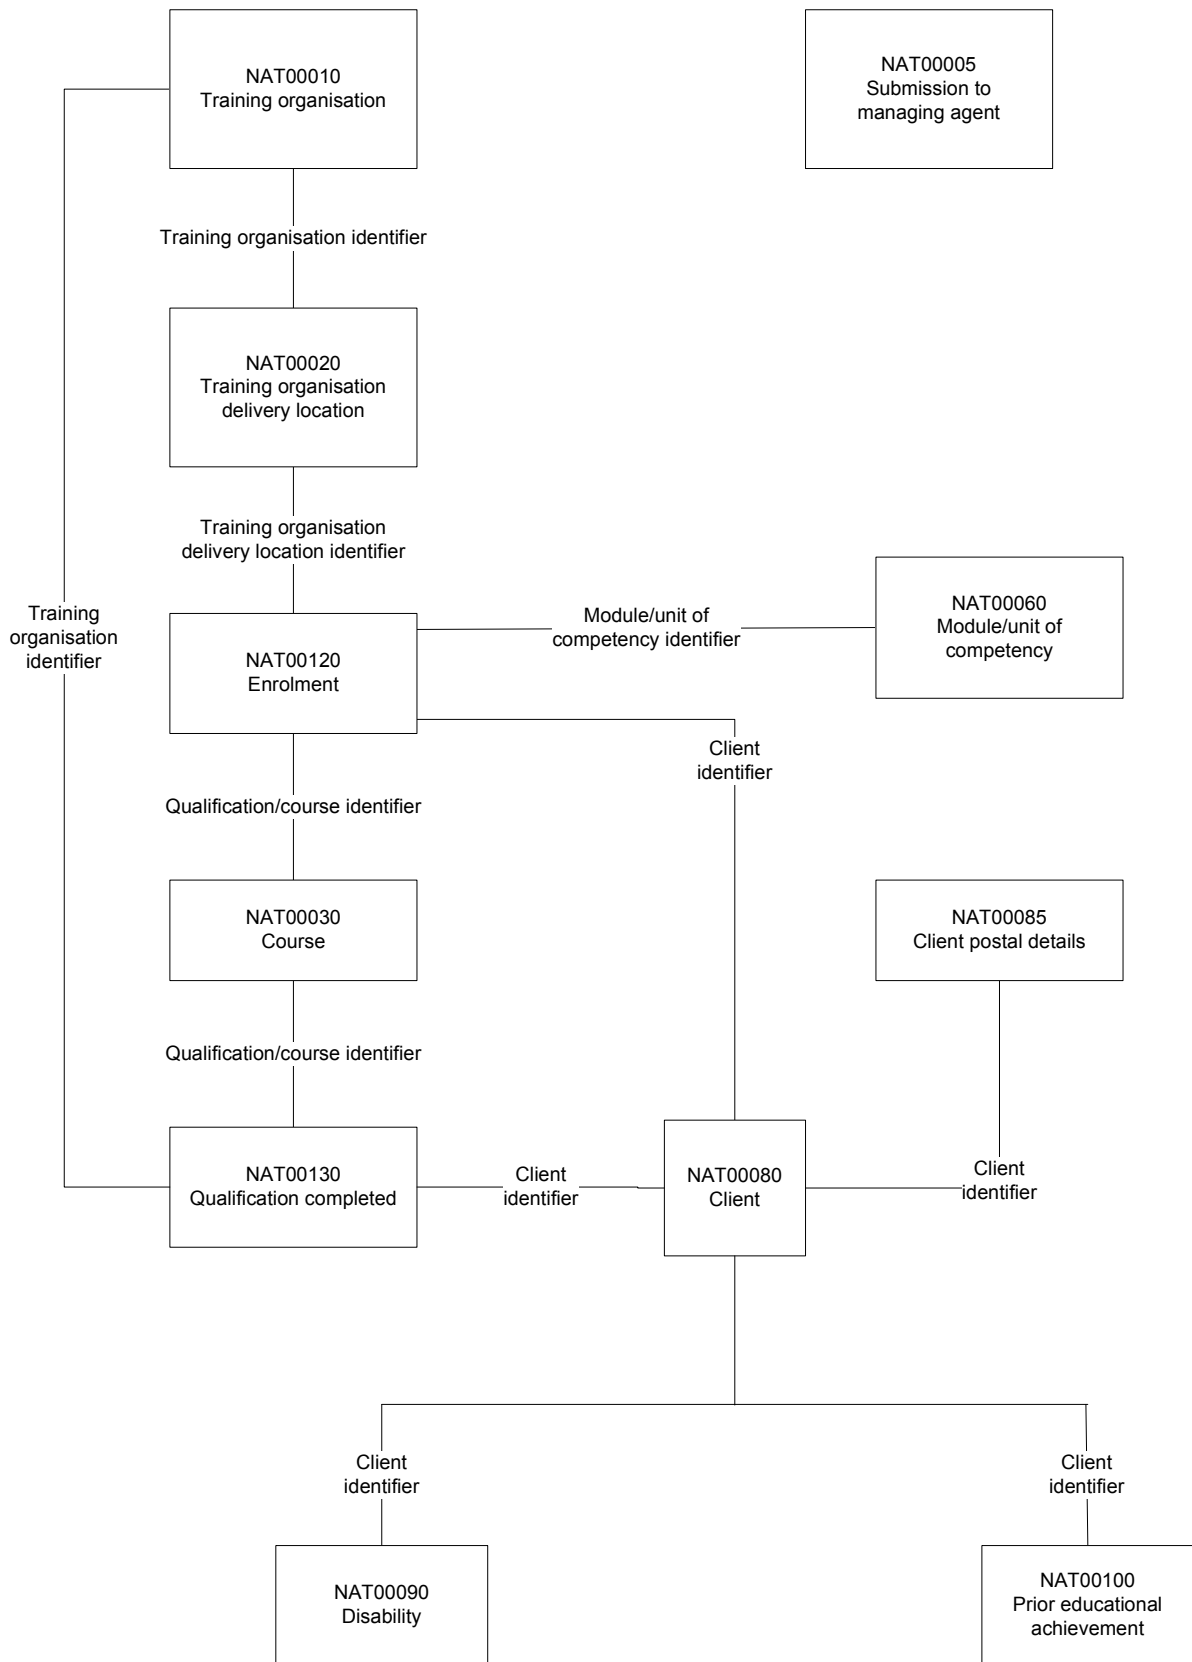 NAT00010
Training organisation
NAT00005
Submission to
managing agent
Training organisation identifier
NAT00020
Training organisation
delivery location
Training organisation
delivery location identifier
Training
organisation
identifier
NAT00120
Enrolment
Module/unit of
competency identifier
NAT00060
Module/unit of
competency
Client
identifier
Qualification/course identifier
NAT00030
Course
NAT00085
Client postal details
Qualification/course identifier
NAT00130
Qualification completed
Client
identifier
NAT00080
Client
Client
identifier
Client
identifier
Client
identifier
NAT00090
Disability
NAT00100
Prior educational
achievement